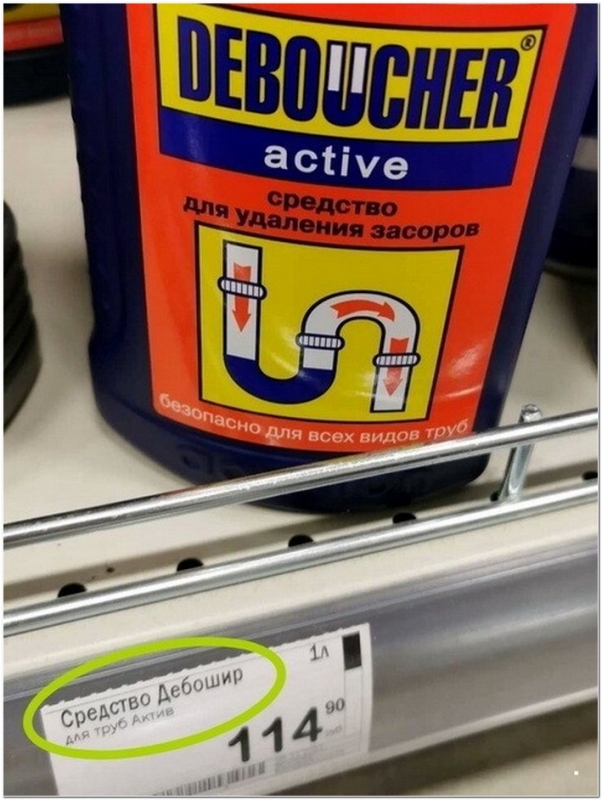 DEBOUCHER®
active
средство
для удаления засоров
безопасно для всех видов труб
1л
Средство Дебошир
для труб Актив
114 90